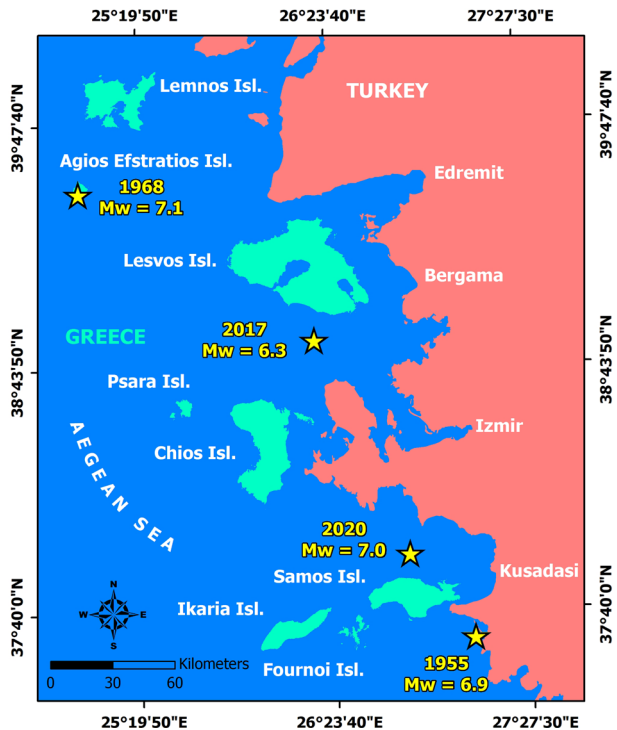 25°19'50"E 26°23'40 27°27'30"E
39°47'40"N
38°43'50"N
37°40'0"N
39°47'40"N
38°43'50"N
37°40'0"N
Lemnos Isl.
TURKEY
Agios Efstratios Isl.
1968
Mw = 7.1
Edremit
Lesvos Isl.
Bergama
GREECE
2017
Mw = 6.3
Psara Isl.
Chios Isl.
Izmir
AEGEAN SEA
2020
Mw = 7.0
Samos Isl.
Kusadasi
Ikaria Isl.
Fournoi Isl.
1955
Mw = 6.9
N
W E
S
Kilometers
0 30 60
25°19'50"E 26°23'40"E 27°27'30"E